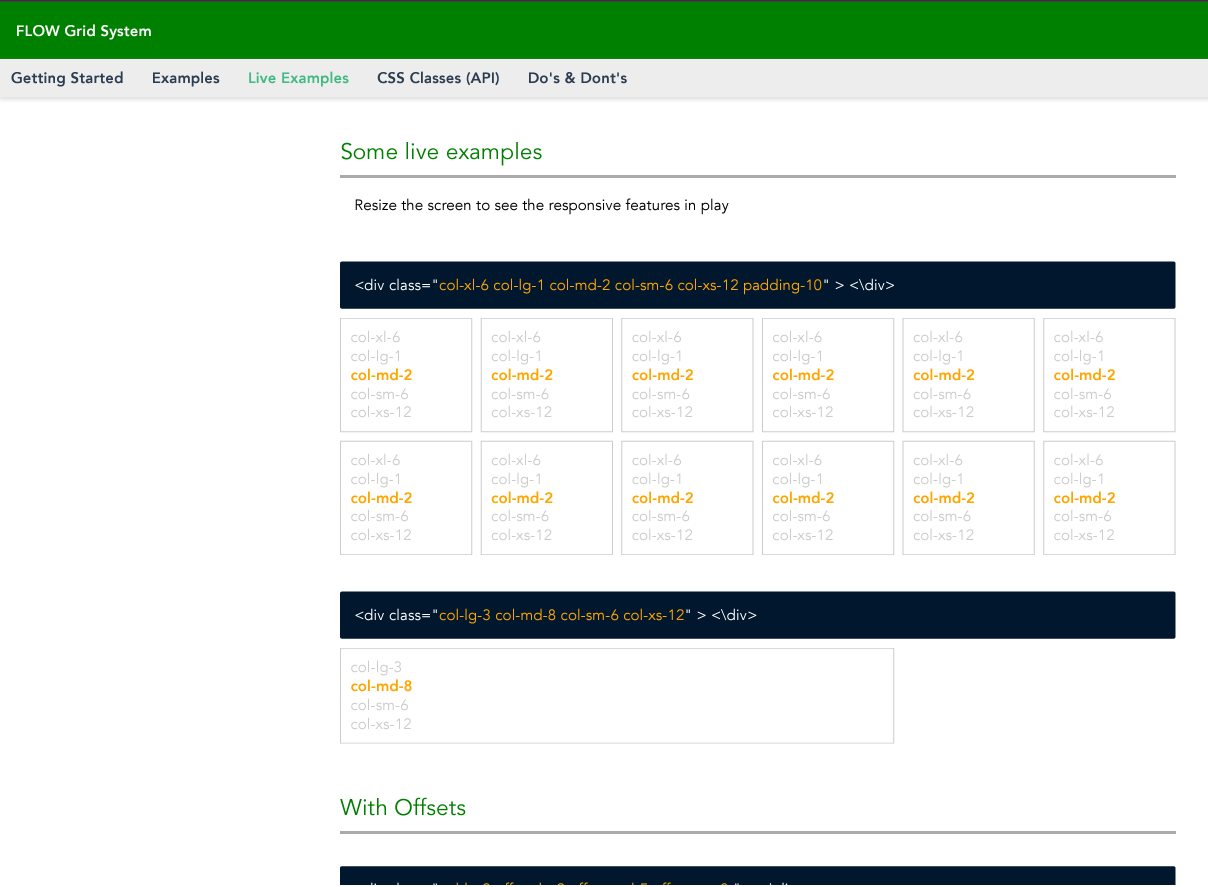 FLOW Grid System
Getting Started Examples Live Examples CSS Classes (API) Do's & Dont's
Some live examples
Resize the screen to see the responsive features in play
<div class="col-xl-6 col-lg-1 col-md-2 col-sm-6 col-xs-12 padding-10" > <\div>
col-xl-6 col-xl-6 col-xl-6 col-xl-6 col-xl-6 col-xl-6
col-lg-1 col-lg-1 col-lg-1 col-lg-1 col-lg-1 col-lg-1
col-md-2 col-md-2 col-md-2 col-md-2 col-md-2 col-md-2
col-sm-6 col-sm-6 col-sm-6 col-sm-6 col-sm-6 col-sm-6
col-xs-12 col-xs-12 col-xs-12 col-xs-12 col-xs-12 col-xs-12
col-xl-6 col-xl-6 col-xl-6 col-xl-6 col-xl-6 col-xl-6
col-lg-1 col-lg-1 col-lg-1 col-lg-1 col-lg-1 col-lg-1
col-md-2 col-md-2 col-md-2 col-md-2 col-md-2 col-md-2
col-sm-6 col-sm-6 col-sm-6 col-sm-6 col-sm-6 col-sm-6
col-xs-12 col-xs-12 col-xs-12 col-xs-12 col-xs-12 col-xs-12
<div class="col-lg-3 col-md-8 col-sm-6 col-xs-12" > <\div>
col-lg-3
col-md-8
col-sm-6
col-xs-12
With Offsets